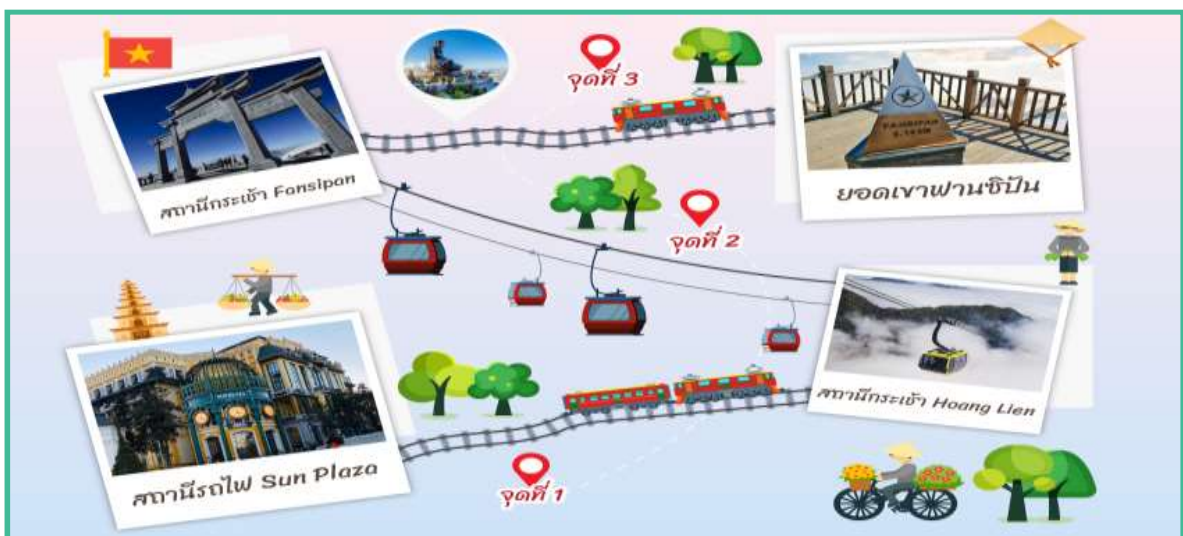 จุดที่ 3
สถานีกระเช้า Fansipan
FANSIPAN
ยอดเขาฟานซิปัน
จุดที่ 2
สถานีกระเช้า Hoang Lien
สถานีรถไฟ Sun Plaza
จุดที่ 1